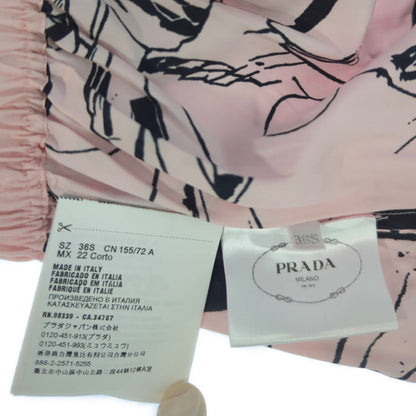 SZ 36S CN 155/72 A
MX 22 Corto
MADE IN ITALY
FABRICADO EN ITALIA
FABRICADO EM ITALIA
FABRIQUÉ EN ITALIE
ПРОИЗВЕДЕНО В ИТАЛИЯ
ΚΑΤΑΣΚΕΥΑΖΕΤΑΙ ΣΤΗΝ ΙΤΑΛΙΑ
RN.98339 - CA.34767
プラダジャパン株式会社
0120-451-913(プラダ)
0120-451-993(ミュウミュウ)
886-2-2571-5255
36S
PRADA
MILANO